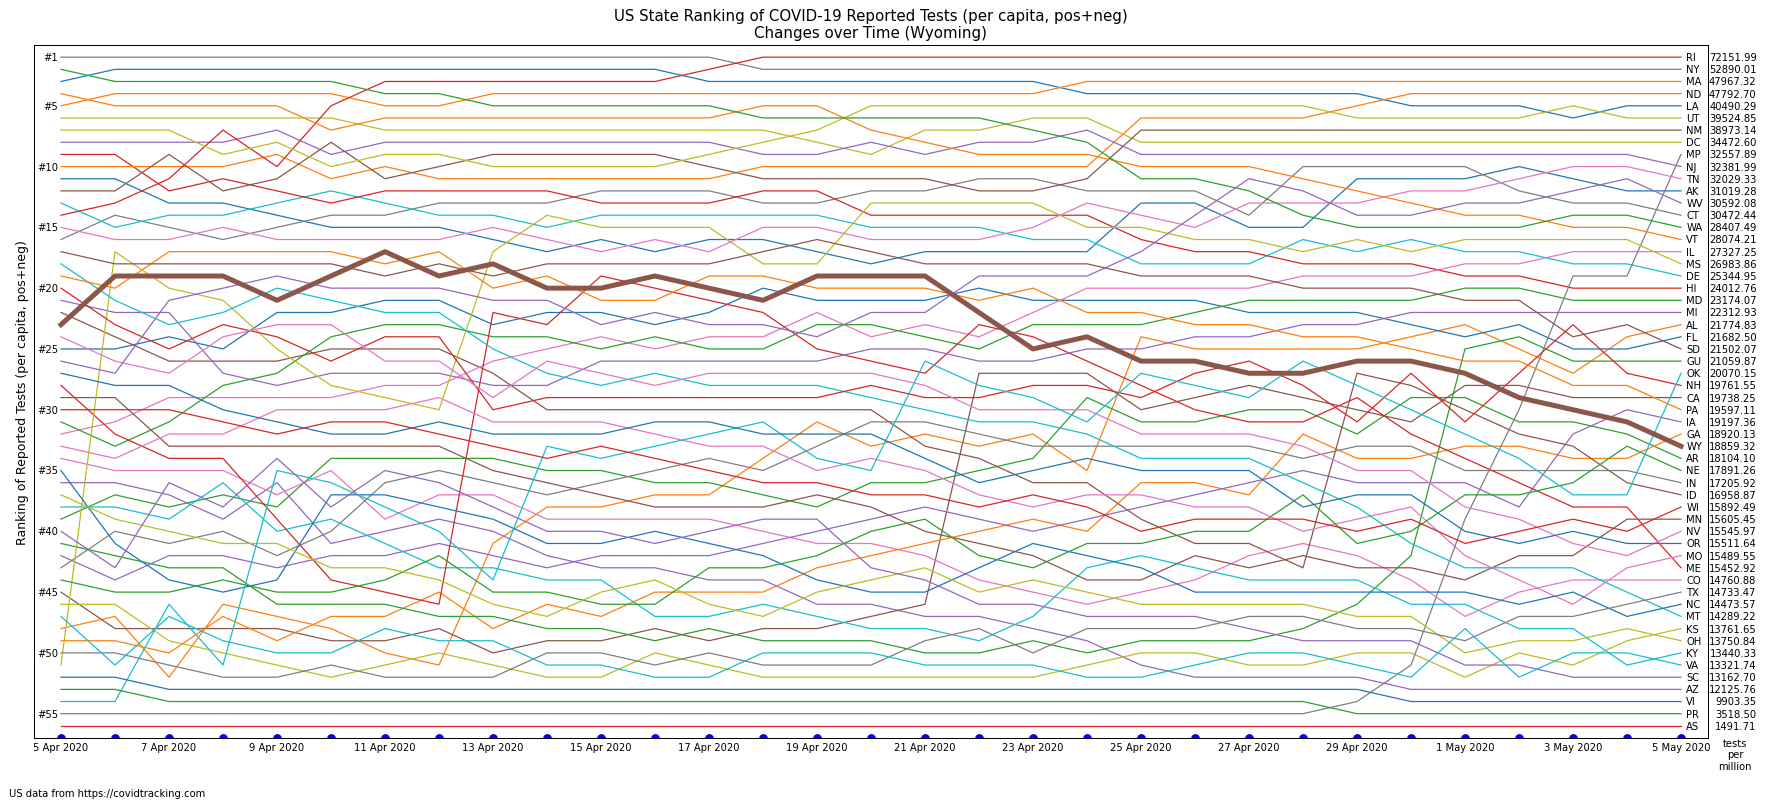 US State Ranking of COVID-19 Reported Tests (per capita, pos+neg)
Changes over Time (Wyoming)
Ranking of Reported Tests (per capita, pos+neg)
#1
#5
#10
#15
#20
#25
#30
#35
#40
#45
#50
#55
RI 72151.99
NY 52890.01
MA 47967.32
ND 47792.70
LA 40490.29
UT 39524.85
NM 38973.14
DC 34472.60
MP 32557.89
NJ 32381.99
TN 32029.33
AK 31019.28
WV 30592.08
CT 30472.44
WA 28407.49
VT 28074.21
IL 27327.25
MS 26983.86
DE 25344.95
HI 24012.76
MD 23174.07
MI 22312.93
AL 21774.83
FL 21682.50
SD 21502.07
GU 21059.87
OK 20070.15
NH 19761.55
CA 19738.25
PA 19597.11
IA 19197.36
GA 18920.13
WY 18859.32
AR 18104.10
NE 17891.26
IN 17205.92
ID 16958.87
WI 15892.49
MN 15605.45
NV 15545.97
OR 15511.64
MO 15489.55
ME 15452.92
CO 14760.88
TX 14733.47
NC 14473.57
MT 14289.22
KS 13761.65
OH 13750.84
KY 13440.33
VA 13321.74
SC 13162.70
AZ 12125.76
VI 9903.35
PR 3518.50
AS 1491.71
5 Apr 2020 7 Apr 2020 9 Apr 2020 11 Apr 2020 13 Apr 2020 15 Apr 2020 17 Apr 2020 19 Apr 2020 21 Apr 2020 23 Apr 2020 25 Apr 2020 27 Apr 2020 29 Apr 2020 1 May 2020 3 May 2020 5 May 2020
tests
per
million
US data from https://covidtracking.com